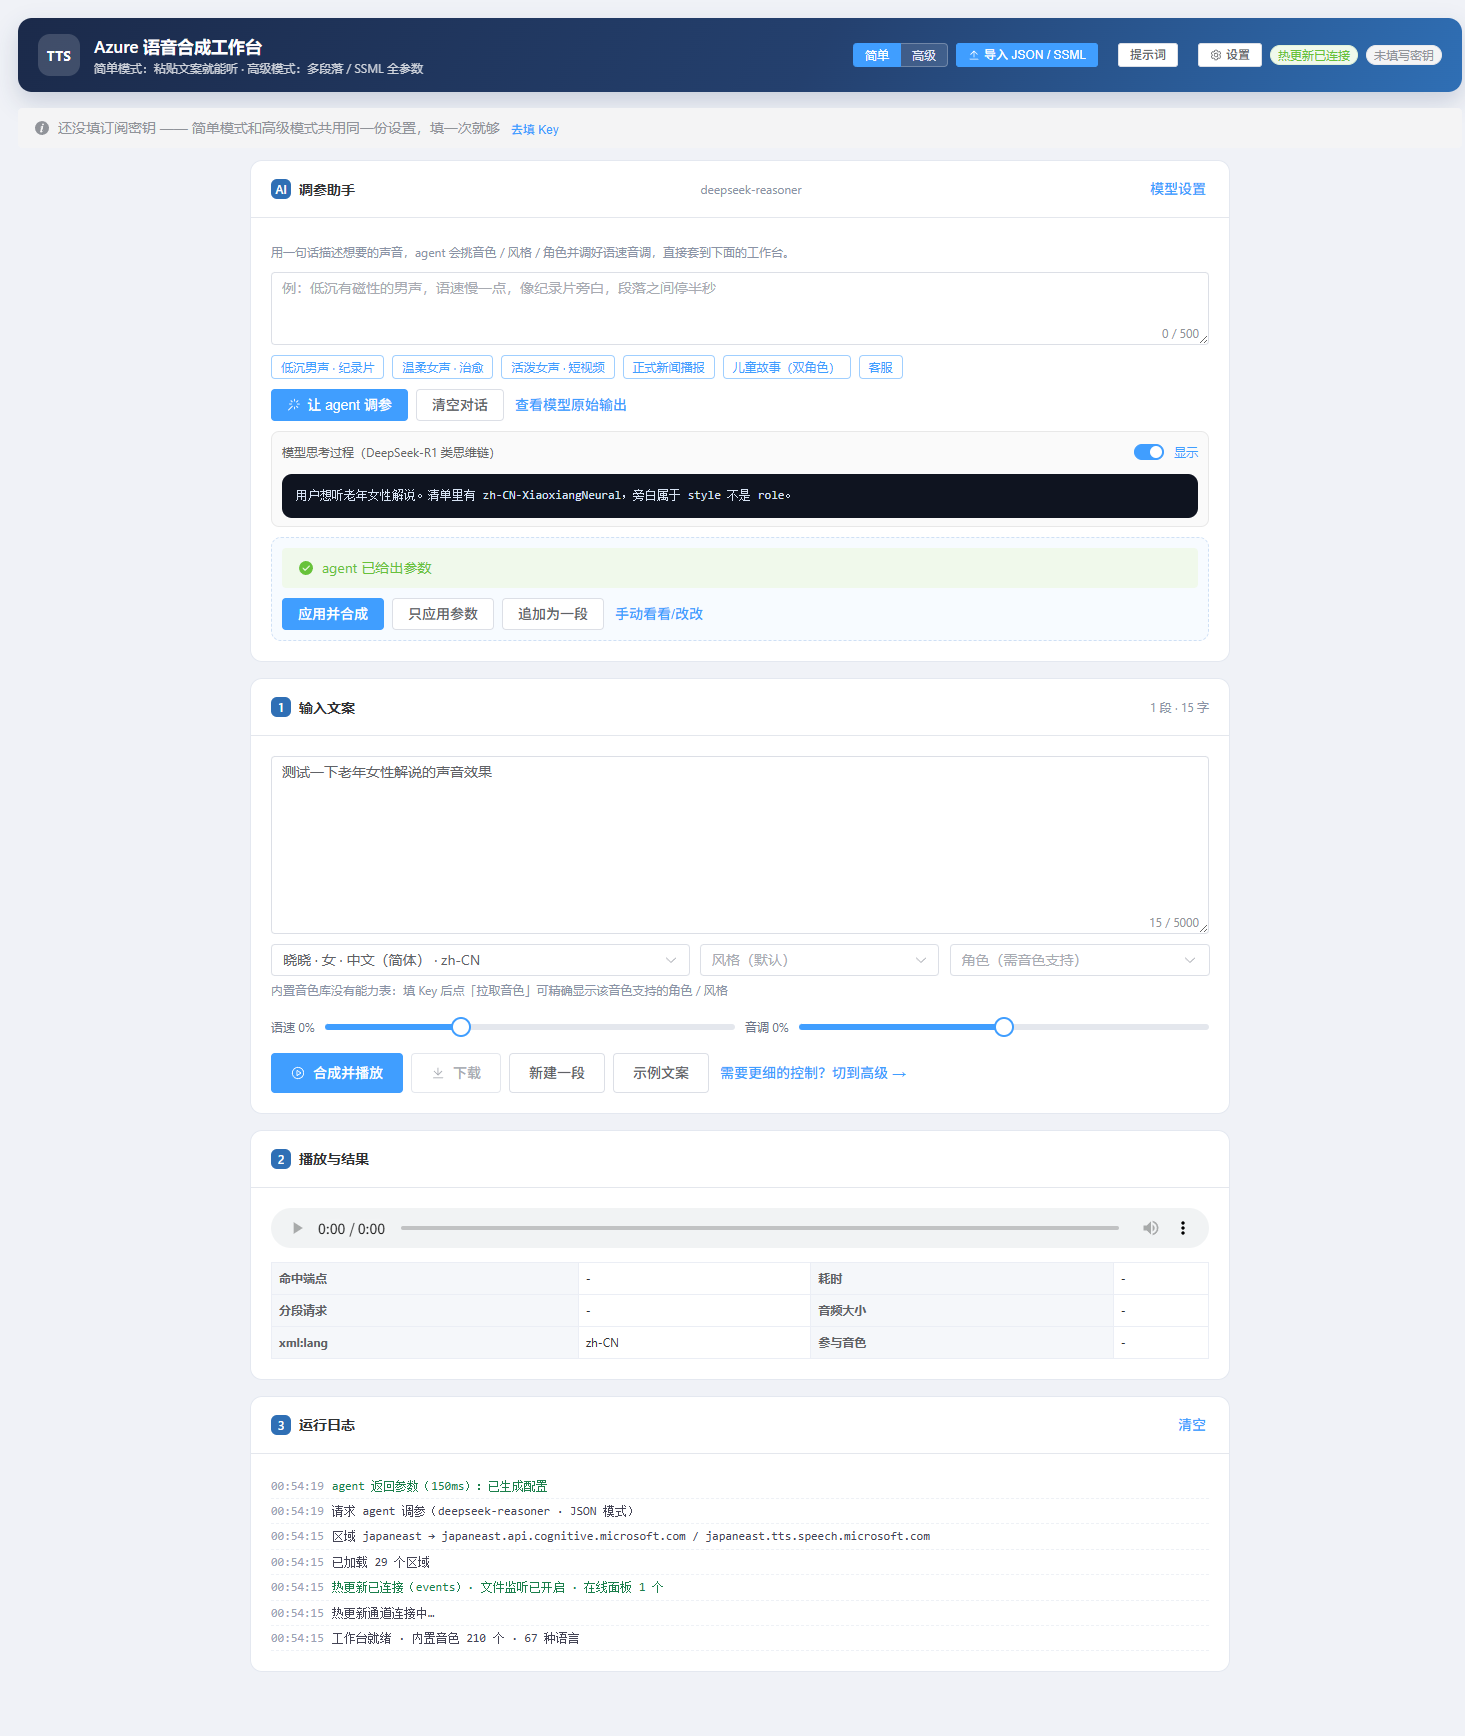 TTS
Azure 语音合成工作台
简单模式：粘贴文案就能听 · 高级模式：多段落 / SSML 全参数
简单 高级 导入 JSON / SSML 提示词 设置 热更新已连接 未填写密钥
还没填订阅密钥 —— 简单模式和高级模式共用同一份设置，填一次就够 去填 Key
AI 调参助手 deepseek-reasoner 模型设置
用一句话描述想要的声音，agent 会挑音色 / 风格 / 角色并调好语速音调，直接套到下面的工作台。
例：低沉有磁性的男声，语速慢一点，像纪录片旁白，段落之间停半秒
0 / 500
低沉男声 · 纪录片 温柔女声 · 治愈 活泼女声 · 短视频 正式新闻播报 儿童故事（双角色） 客服
让 agent 调参 清空对话 查看模型原始输出
模型思考过程（DeepSeek-R1 类思维链） 显示
用户想听老年女性解说。清单里有 zh-CN-XiaoxiangNeural，旁白属于 style 不是 role。
agent 已给出参数
应用并合成 只应用参数 追加为一段 手动看看/改改
1 输入文案 1 段 · 15 字
测试一下老年女性解说的声音效果
15 / 5000
晓晓 · 女 · 中文（简体） · zh-CN 风格（默认） 角色（需音色支持）
内置音色库没有能力表：填 Key 后点「拉取音色」可精确显示该音色支持的角色 / 风格
语速 0% 音调 0%
合成并播放 下载 新建一段 示例文案 需要更细的控制？切到高级 →
2 播放与结果
0:00 / 0:00
命中端点 - 耗时 -
分段请求 - 音频大小 -
xml:lang zh-CN 参与音色 -
3 运行日志 清空
00:54:19 agent 返回参数（150ms）：已生成配置
00:54:19 请求 agent 调参（deepseek-reasoner · JSON 模式）
00:54:15 区域 japaneast → japaneast.api.cognitive.microsoft.com / japaneast.tts.speech.microsoft.com
00:54:15 已加载 29 个区域
00:54:15 热更新已连接（events）· 文件监听已开启 · 在线面板 1 个
00:54:15 热更新通道连接中…
00:54:15 工作台就绪 · 内置音色 210 个 · 67 种语言